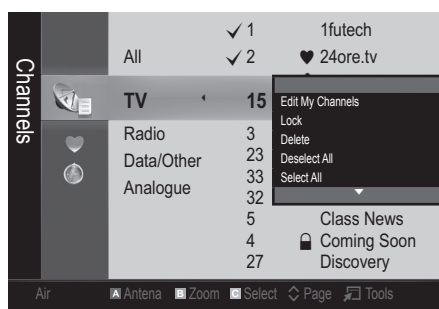 Channels
✓ 1 1futech
All ✓ 2 ♥ 24ore.tv
TV 15
Radio 3
Data/Other 23
Analogue 33
32
5 Class News
4 Coming Soon
27 Discovery
Edit My Channels
Lock
Delete
Deselect All
Select All
Air A Antena B Zoom C Select Page Tools